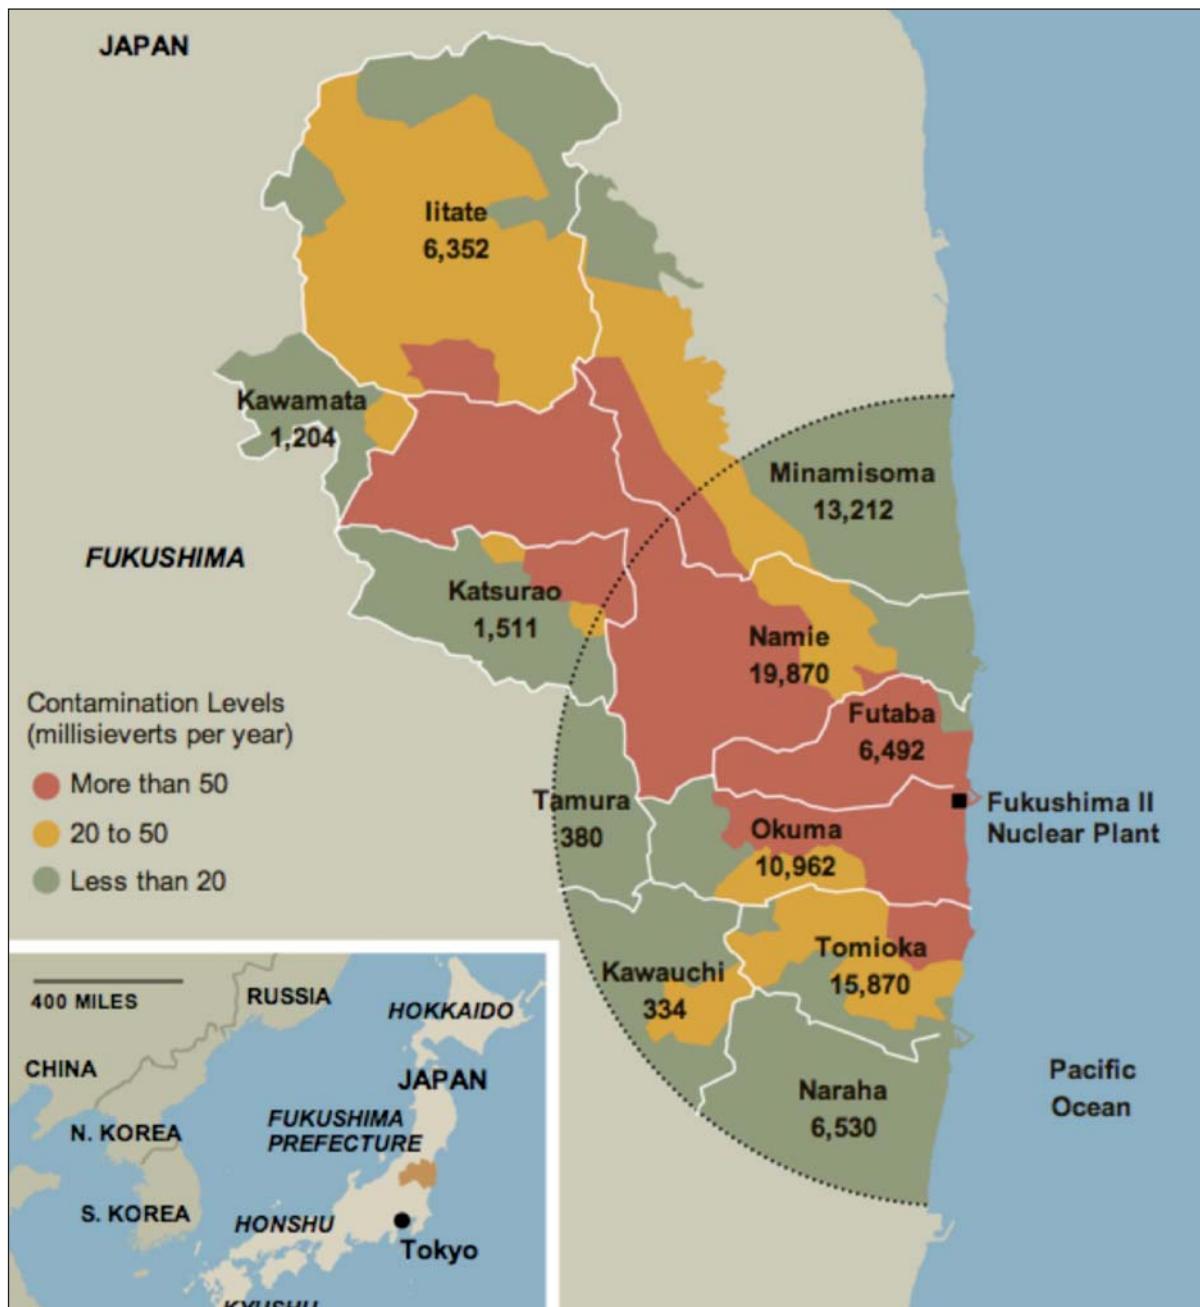 JAPAN
Iitate
6,352
Kawamata
1,204
Minamisoma
13,212
FUKUSHIMA
Katsurao
1,511
Namie
19,870
Contamination Levels
(millisieverts per year)
More than 50
20 to 50
Less than 20
Futaba
6,492
Tamura
380
Okuma
10,962
Fukushima II
Nuclear Plant
Tomioka
15,870
Kawauchi
334
Naraha
6,530
Pacific
Ocean
400 MILES
RUSSIA
HOKKAIDO
CHINA
JAPAN
FUKUSHIMA
PREFECTURE
N. KOREA
S. KOREA
HONSHU
Tokyo
KYUSHU